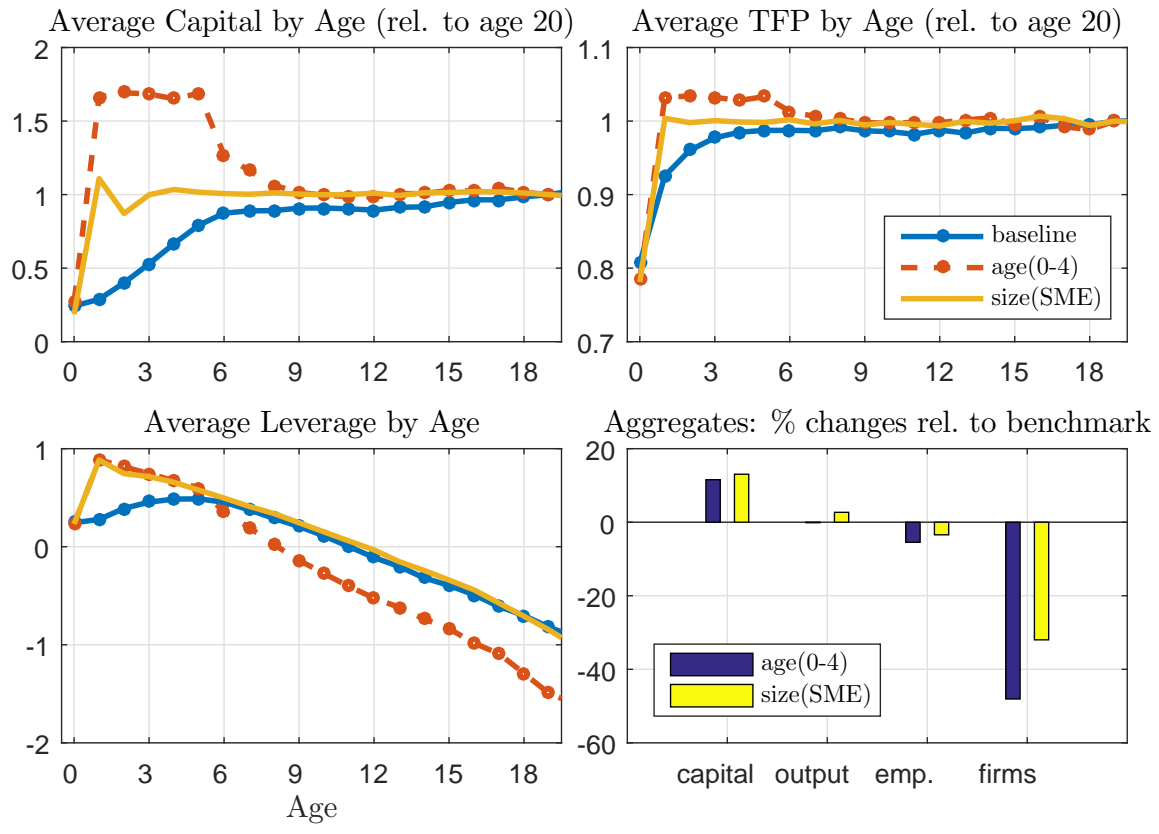 Average Capital by Age (rel. to age 20)
2
1.5
1
0.5
0
0 3 6 9 12 15 18
Average TFP by Age (rel. to age 20)
1.1
1
0.9
0.8
0.7
baseline
age(0-4)
size(SME)
0 3 6 9 12 15 18
Average Leverage by Age
1
0
-1
-2
0 3 6 9 12 15 18
Age
Aggregates: % changes rel. to benchmark
20
0
-20
-40
-60
age(0-4)
size(SME)
capital output emp. firms